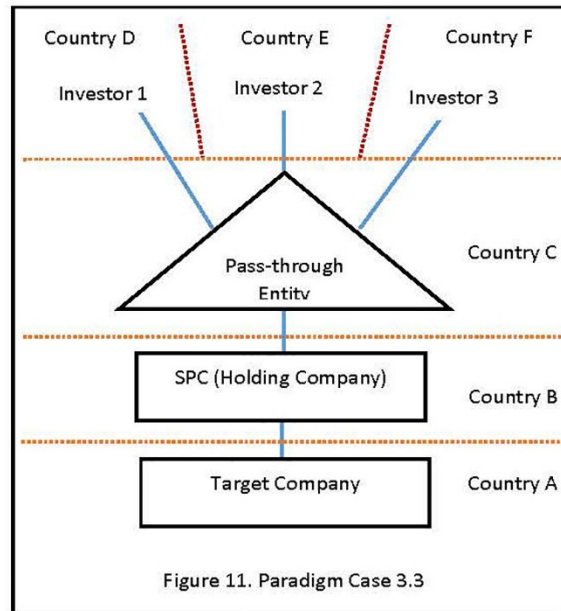 Country D
Country E
Country F
Investor 1
Investor 2
Investor 3
Pass-through
Entity
Country C
SPC (Holding Company)
Country B
Target Company
Country A
Figure 11. Paradigm Case 3.3